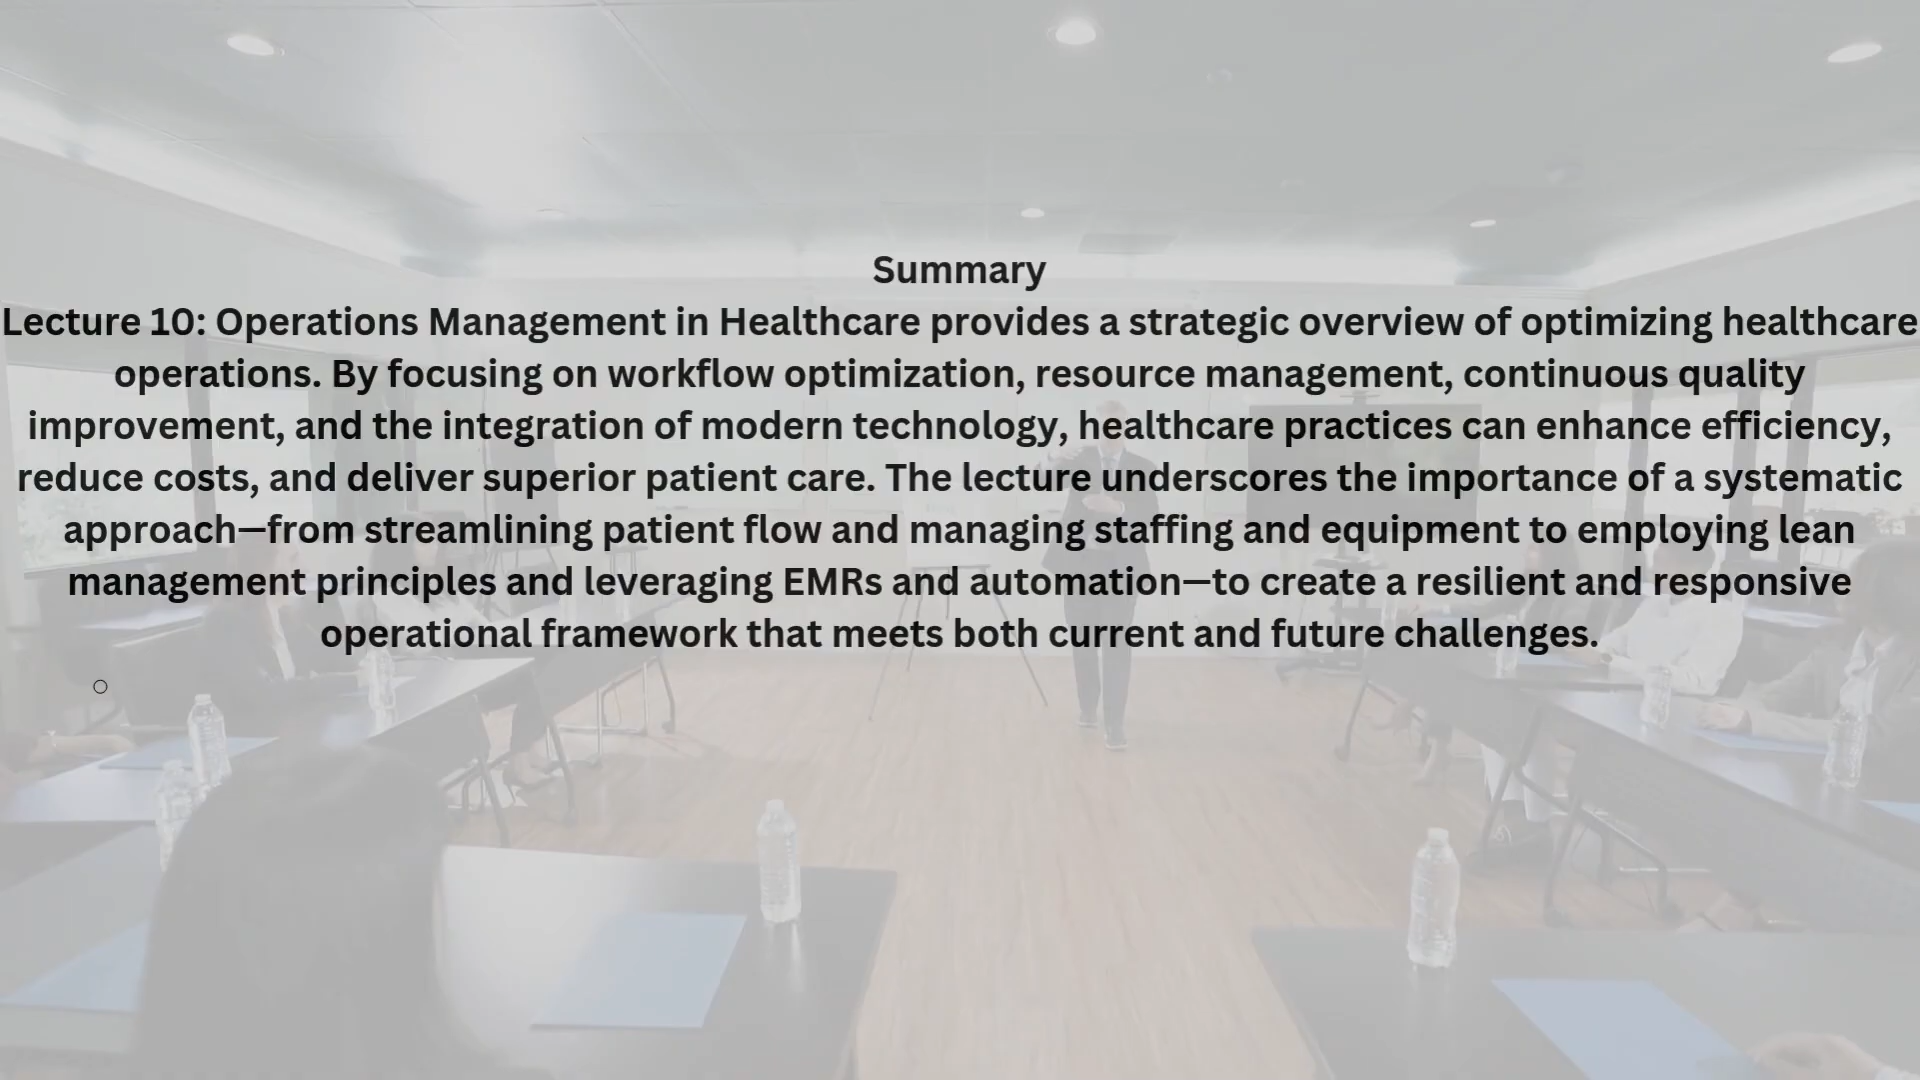 Summary
Lecture 10: Operations Management in Healthcare provides a strategic overview of optimizing healthcare
operations. By focusing on workflow optimization, resource management, continuous quality
improvement, and the integration of modern technology, healthcare practices can enhance efficiency,
reduce costs, and deliver superior patient care. The lecture underscores the importance of a systematic
approach—from streamlining patient flow and managing staffing and equipment to employing lean
management principles and leveraging EMRs and automation—to create a resilient and responsive
operational framework that meets both current and future challenges.